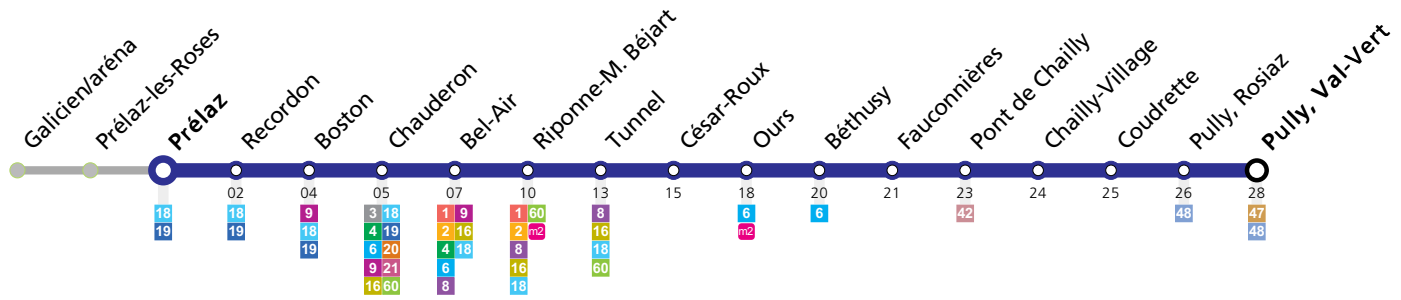 Galicien/aréna
Prélaz-les-Roses
Prélaz
Recordon
Boston
Chauderon
Bel-Air
Riponne-M. Béjart
Tunnel
César-Roux
Ours
Béthusy
Fauconnières
Pont de Chailly
Chailly-Village
Coudrette
Pully, Rosiaz
Pully, Val-Vert
02 04 05 07 10 13 15 18 20 21 23 24 25 26 28
18 18 9 3 18 1 9 1 60 8 6 6 42 48 47
19 19 18 4 19 2 16 2 m2 16 m2 48
19 6 20 4 18 8 18
9 21 6 16 60
16 60 8 18